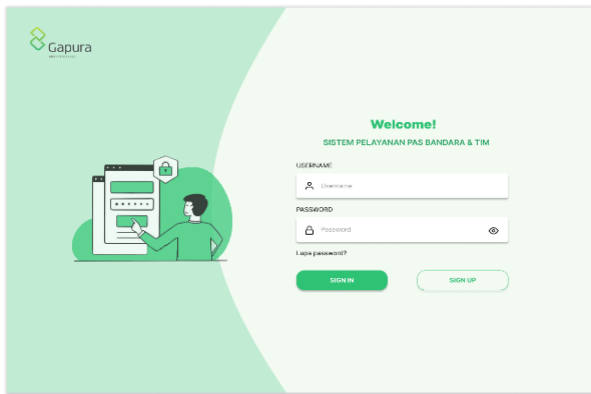 Gapura
Welcome!
SISTEM PELAYANAN PAS BANDARA & TIM
USERNAME
Username
PASSWORD
Password
Lupa password?
SIGN IN
SIGN UP